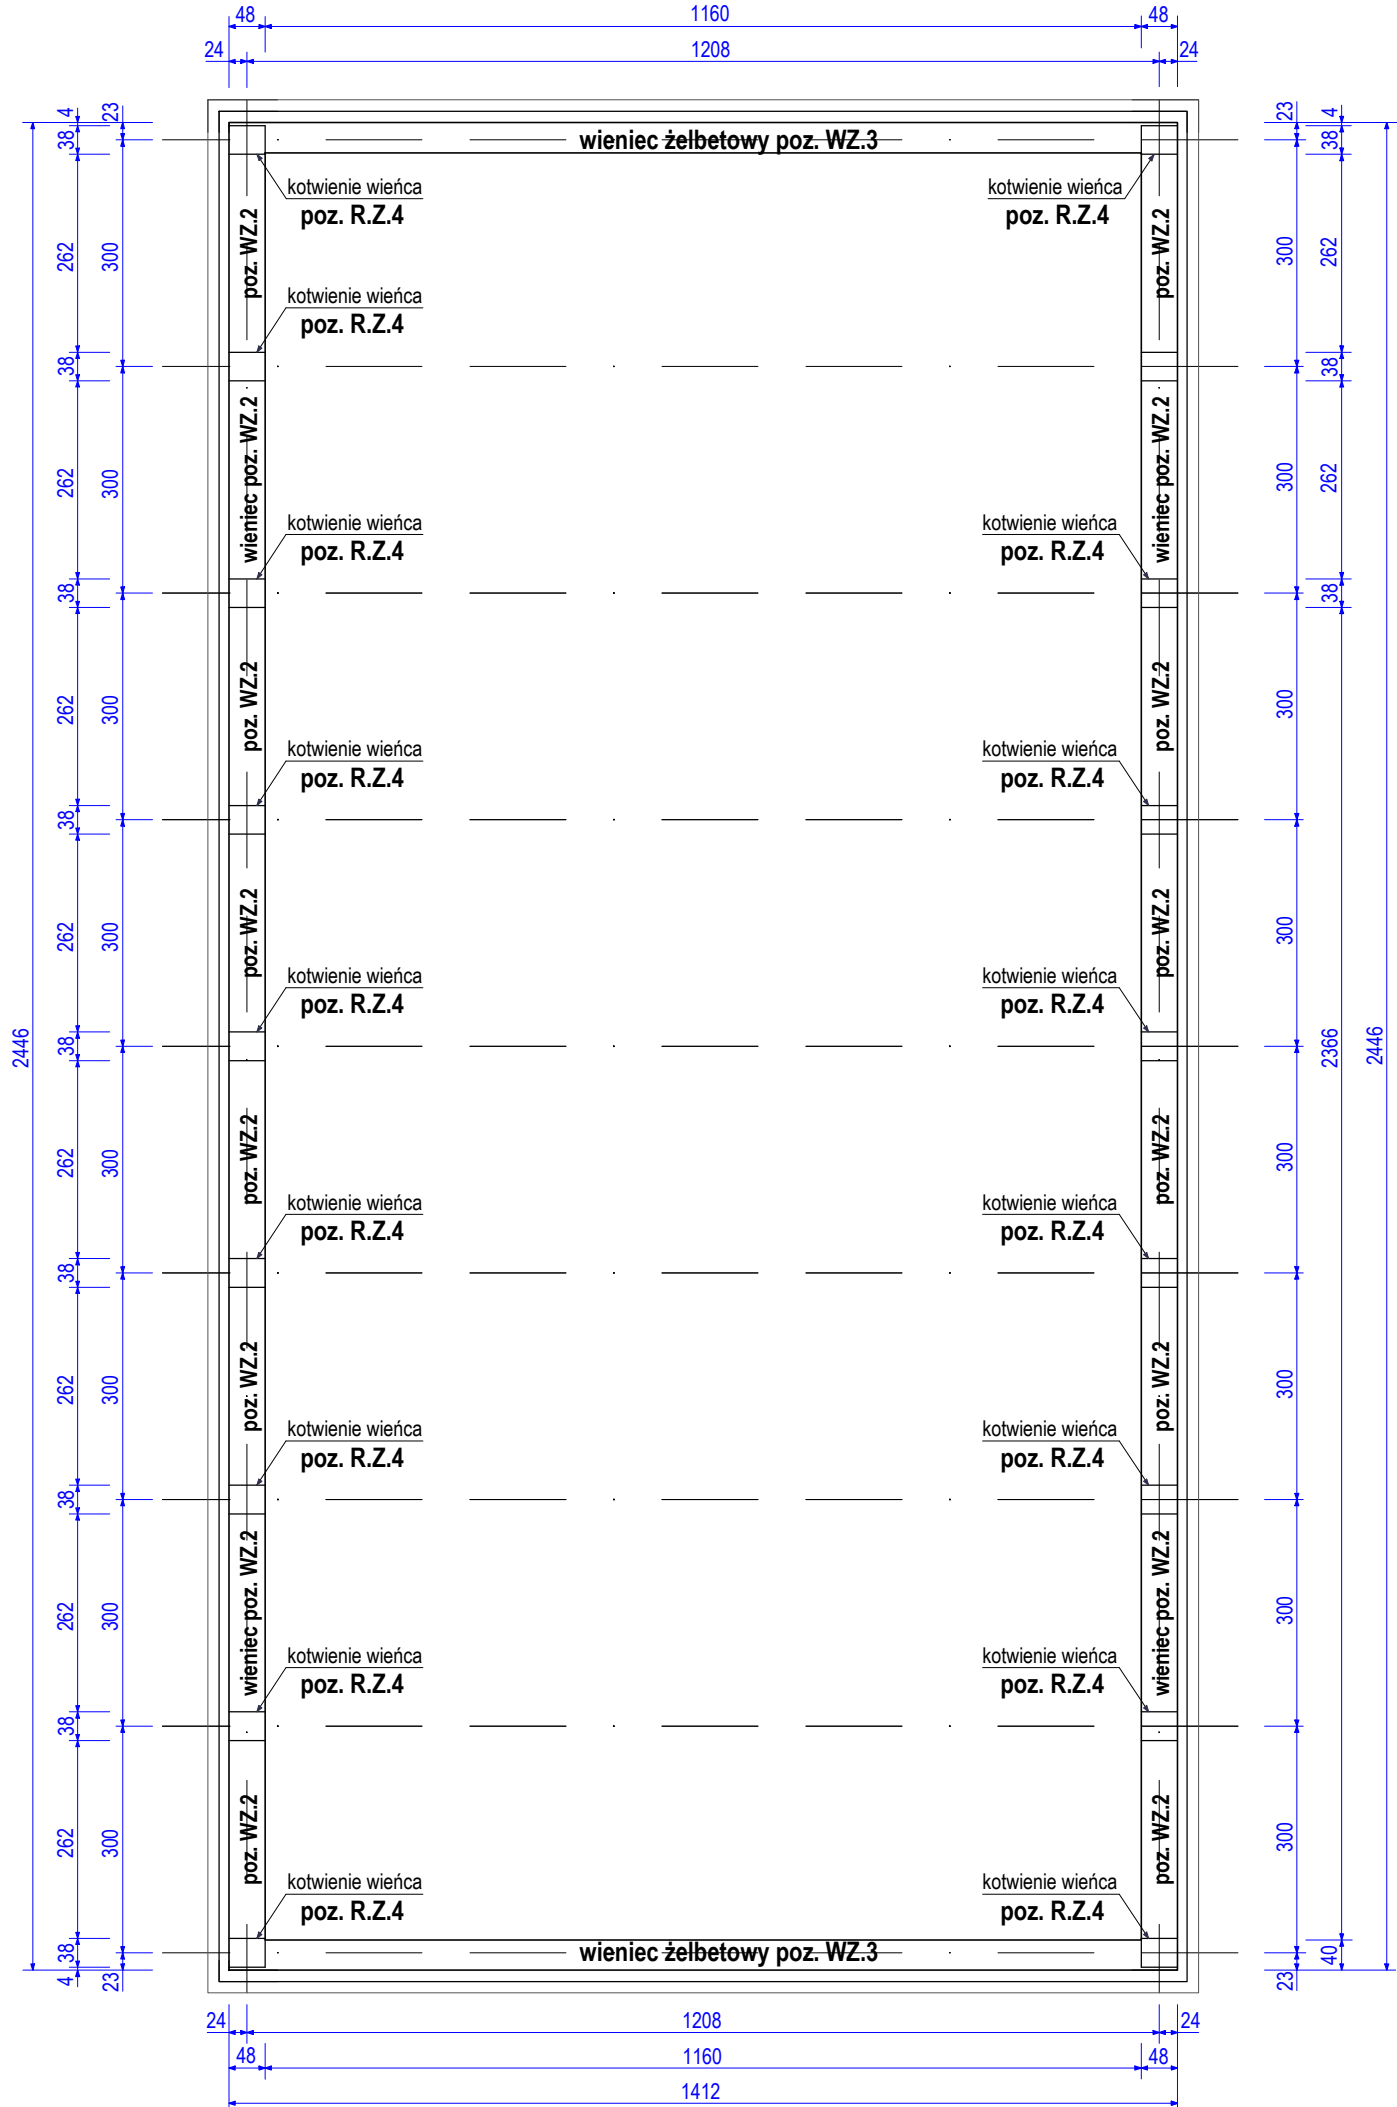 48 1160 48
24 1208 24
4 23 23 4
38 wieniec żelbetowy poz. WZ.3 38
kotwienie wieńca kotwienie wieńca
poz. R.Z.4 poz. R.Z.4
262 300 poz. WZ.2 poz. WZ.2 300 262
kotwienie wieńca
poz. R.Z.4
38 38
262 300 wieniec poz. WZ.2 wieniec poz. WZ.2 300 262
kotwienie wieńca kotwienie wieńca
poz. R.Z.4 poz. R.Z.4
38 38
262 300 poz. WZ.2 poz. WZ.2 300
kotwienie wieńca kotwienie wieńca
poz. R.Z.4 poz. R.Z.4
38
262 300 poz. WZ.2 poz. WZ.2 300
kotwienie wieńca kotwienie wieńca
poz. R.Z.4 poz. R.Z.4
2446 38 2366 2446
262 300 poz. WZ.2 poz. WZ.2 300
kotwienie wieńca kotwienie wieńca
poz. R.Z.4 poz. R.Z.4
38
262 300 poz. WZ.2 poz. WZ.2 300
kotwienie wieńca kotwienie wieńca
poz. R.Z.4 poz. R.Z.4
38
262 300 wieniec poz. WZ.2 wieniec poz. WZ.2 300
kotwienie wieńca kotwienie wieńca
poz. R.Z.4 poz. R.Z.4
38
262 300 poz. WZ.2 poz. WZ.2 300
kotwienie wieńca kotwienie wieńca
poz. R.Z.4 poz. R.Z.4
38 wieniec żelbetowy poz. WZ.3 40
4 23 23
24 1208 24
48 1160 48
1412